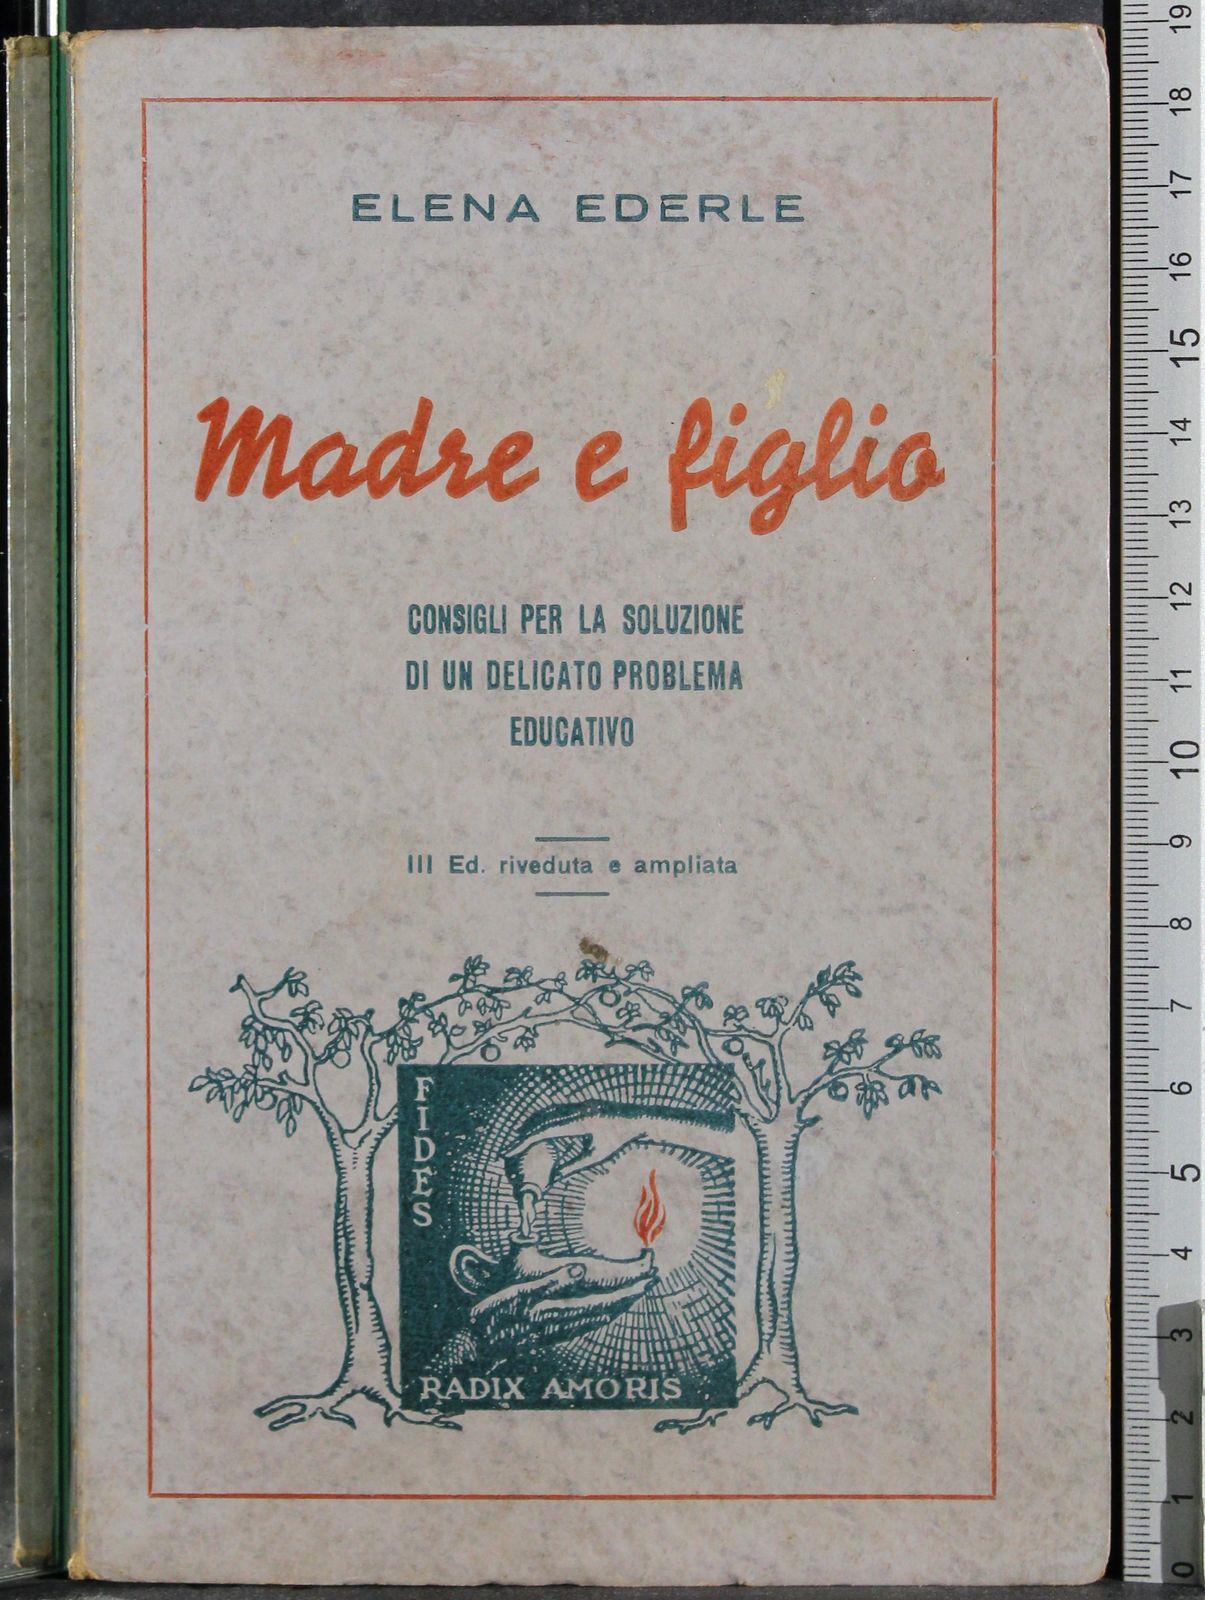 ELENA EDERLE
Madre e figlio
CONSIGLI PER LA SOLUZIONE
DI UN DELICATO PROBLEMA
EDUCATIVO
III Ed. riveduta e ampliata
FIDES
RADIX AMORIS
19
18
17
16
15
14
13
12
11
10
9
8
7
6
5
4
3
2
1
0